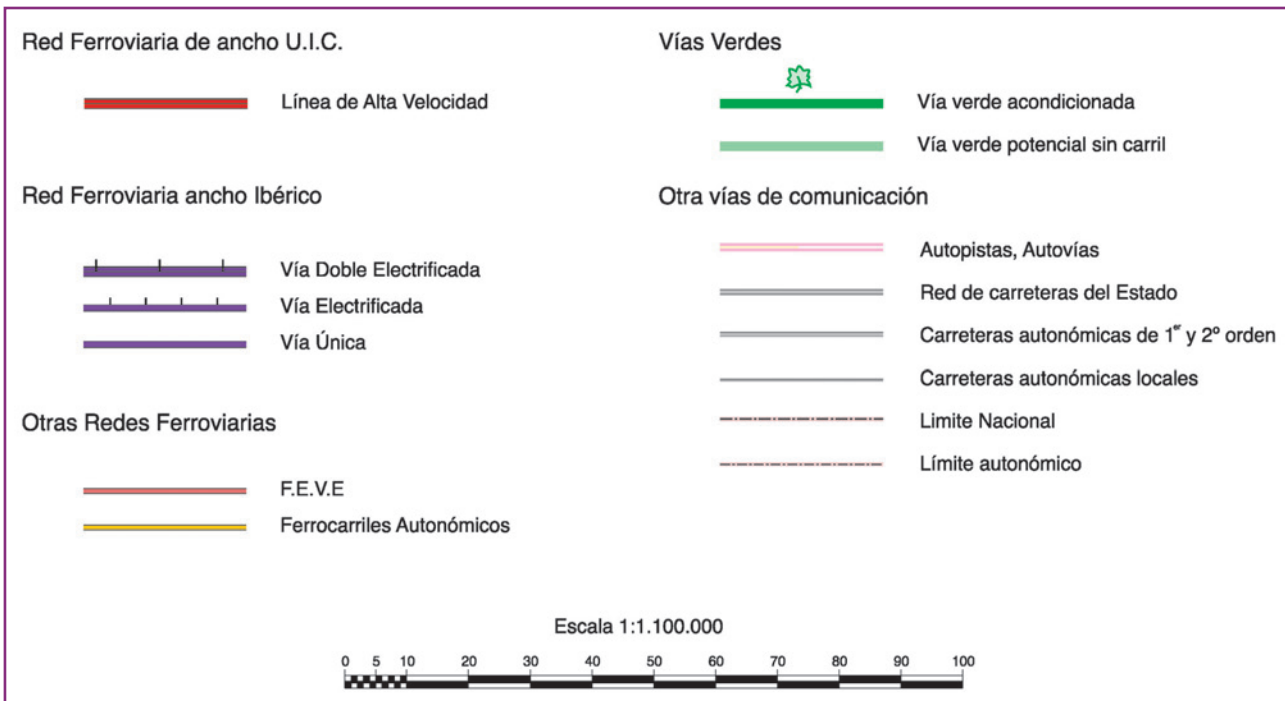 Red Ferroviaria de ancho U.I.C.
Línea de Alta Velocidad
Red Ferroviaria ancho Ibérico
Vía Doble Electrificada
Vía Electrificada
Vía Única
Otras Redes Ferroviarias
F.E.V.E
Ferrocarriles Autonómicos
Vías Verdes
Vía verde acondicionada
Vía verde potencial sin carril
Otra vías de comunicación
Autopistas, Autovías
Red de carreteras del Estado
Carreteras autonómicas de 1er y 2º orden
Carreteras autonómicas locales
Limite Nacional
Límite autonómico
Escala 1:1.100.000
0 5 10 20 30 40 50 60 70 80 90 100